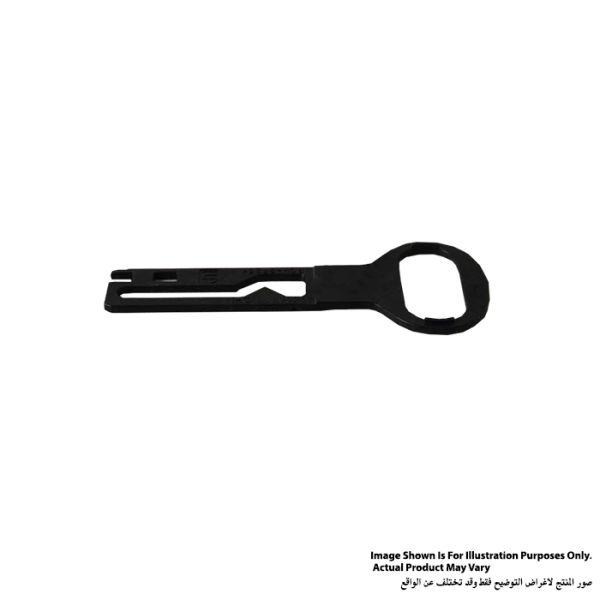 Image Shown Is For Illustration Purposes Only.
Actual Product May Vary
صور المنتج لاغراض التوضيح فقط وقد تختلف عن الواقع